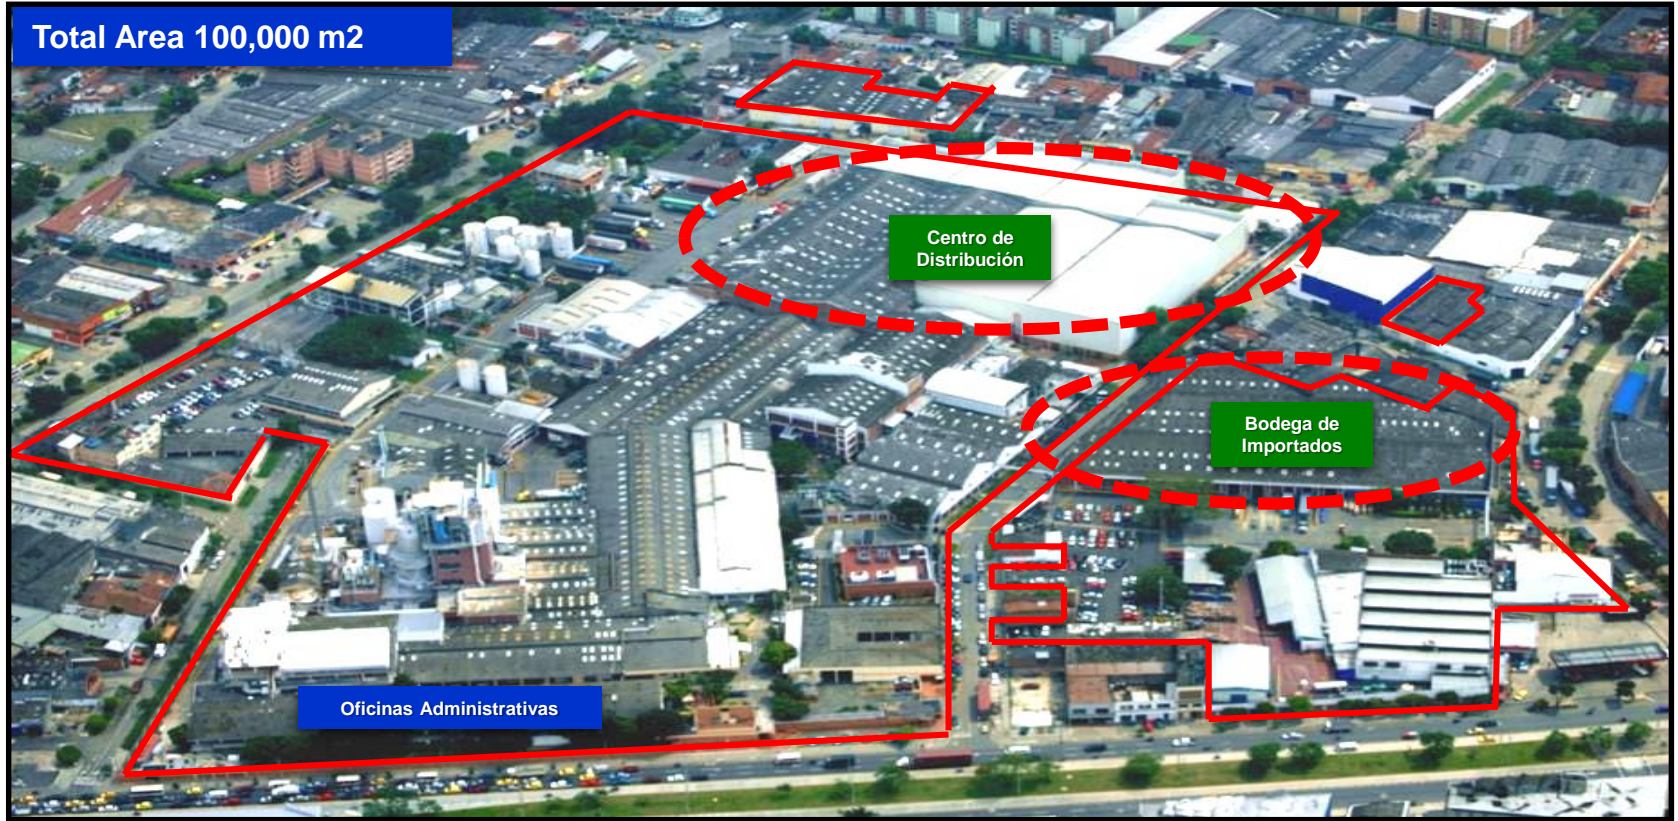 Total Area 100,000 m2
Centro de
Distribución
Bodega de
Importados
Oficinas Administrativas